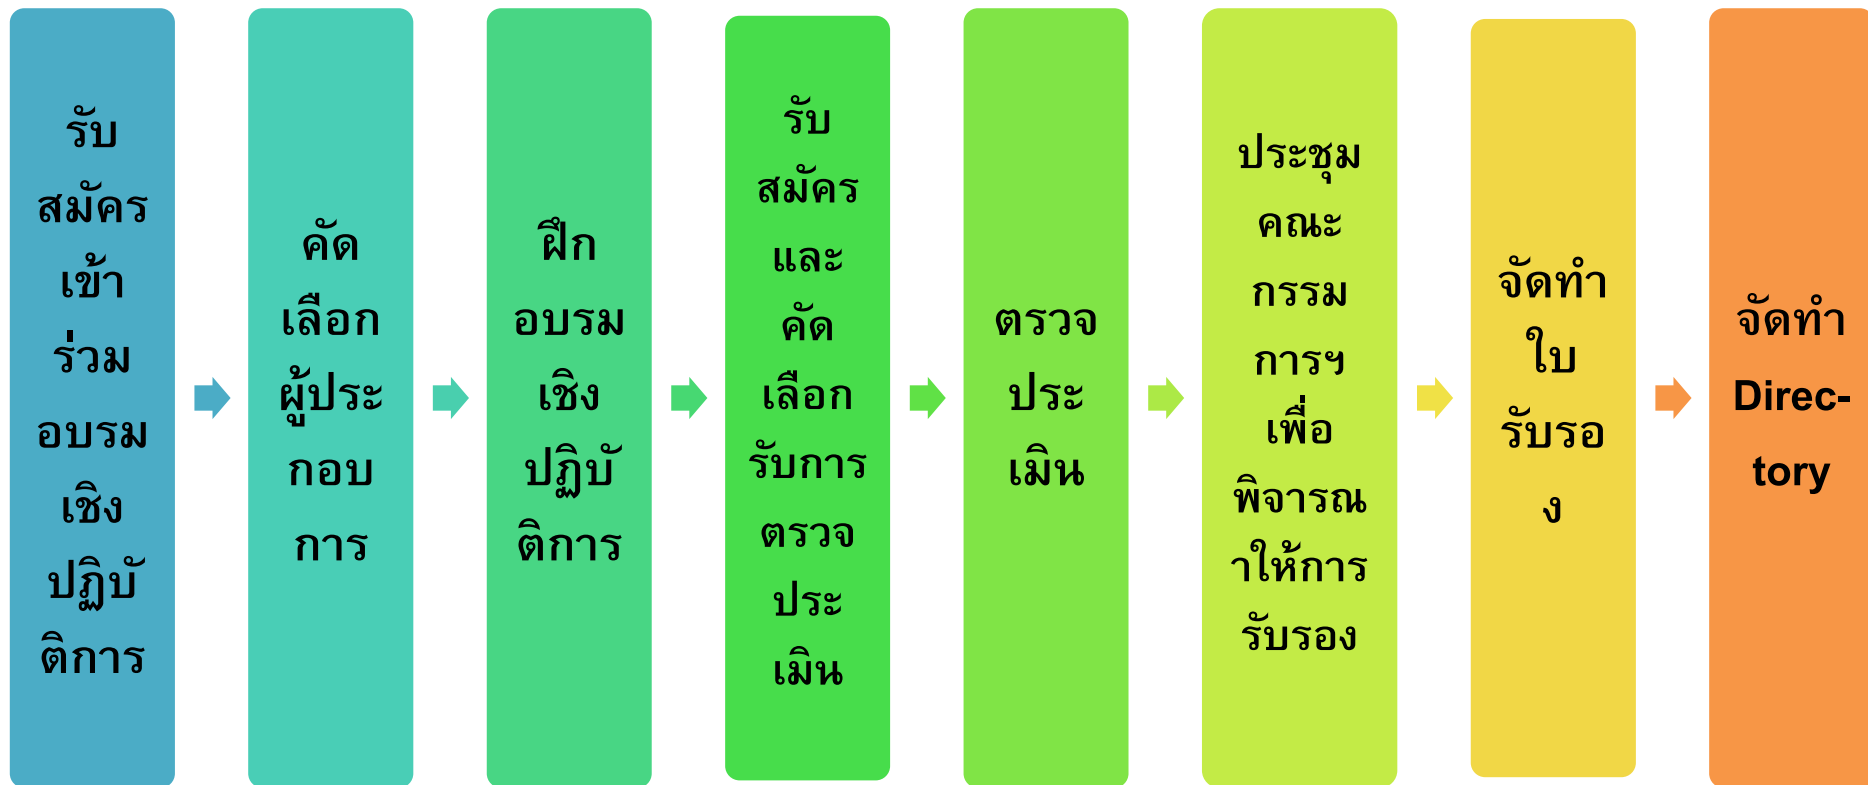 รับ
สมัคร
เข้า
ร่วม
อบรม
เชิง
ปฏิบั
ติการ
คัด
เลือก
ผู้ประ
กอบ
การ
ฝึก
อบรม
เชิง
ปฏิบั
ติการ
รับ
สมัคร
และ
คัด
เลือก
รับการ
ตรวจ
ประ
เมิน
ตรวจ
ประ
เมิน
ประชุม
คณะ
กรรม
การฯ
เพื่อ
พิจารณ
าให้การ
รับรอง
จัดทำ
ใบ
รับรอ
ง
จัดทำ
Direc-
tory